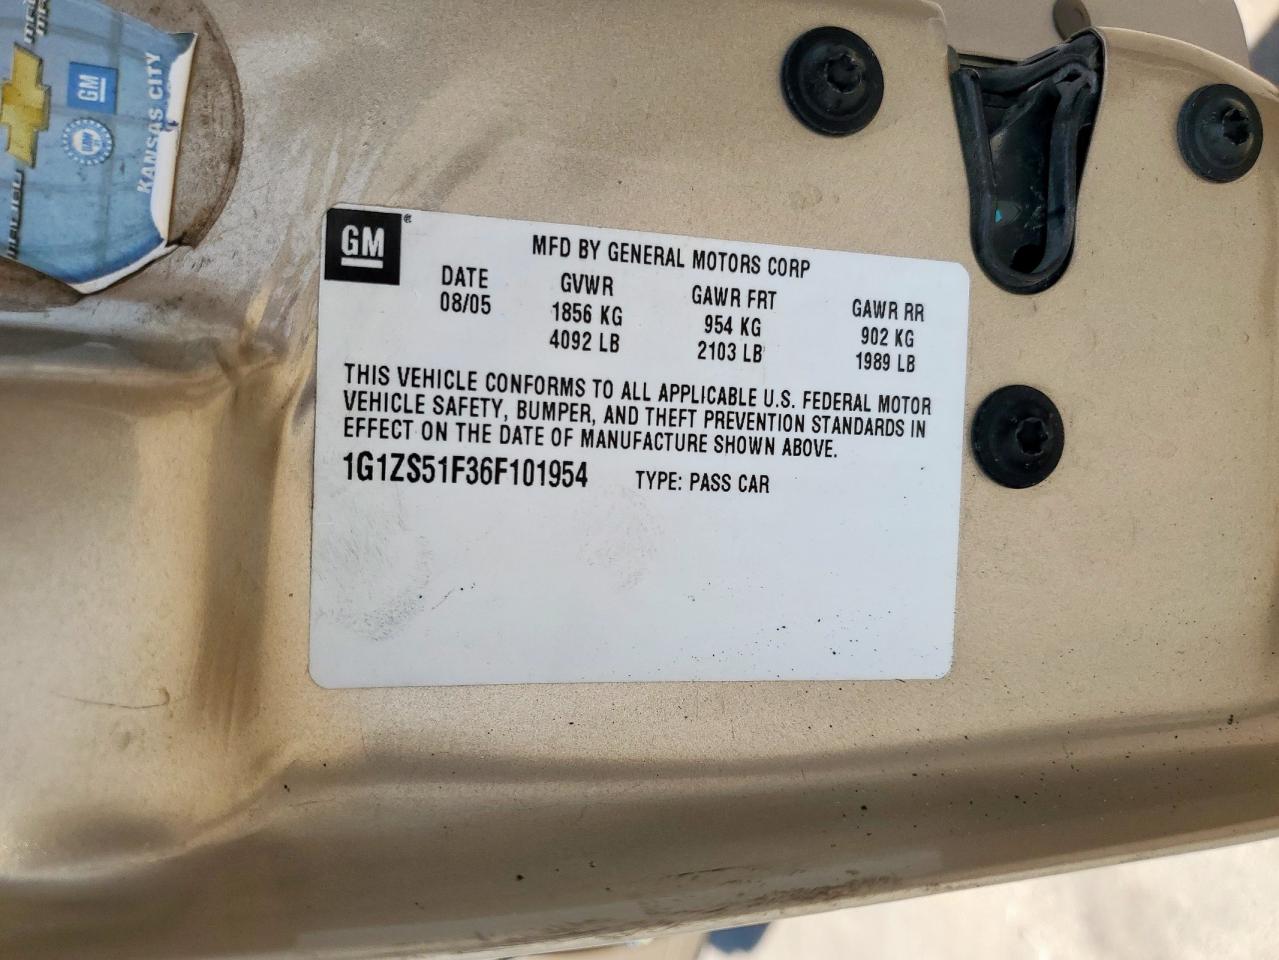 GM
KANSAS CITY
GM®
MFD BY GENERAL MOTORS CORP
DATE GVWR GAWR FRT GAWR RR
08/05 1856 KG 954 KG 902 KG
4092 LB 2103 LB 1989 LB
THIS VEHICLE CONFORMS TO ALL APPLICABLE U.S. FEDERAL MOTOR
VEHICLE SAFETY, BUMPER, AND THEFT PREVENTION STANDARDS IN
EFFECT ON THE DATE OF MANUFACTURE SHOWN ABOVE.
1G1ZS51F36F101954 TYPE: PASS CAR